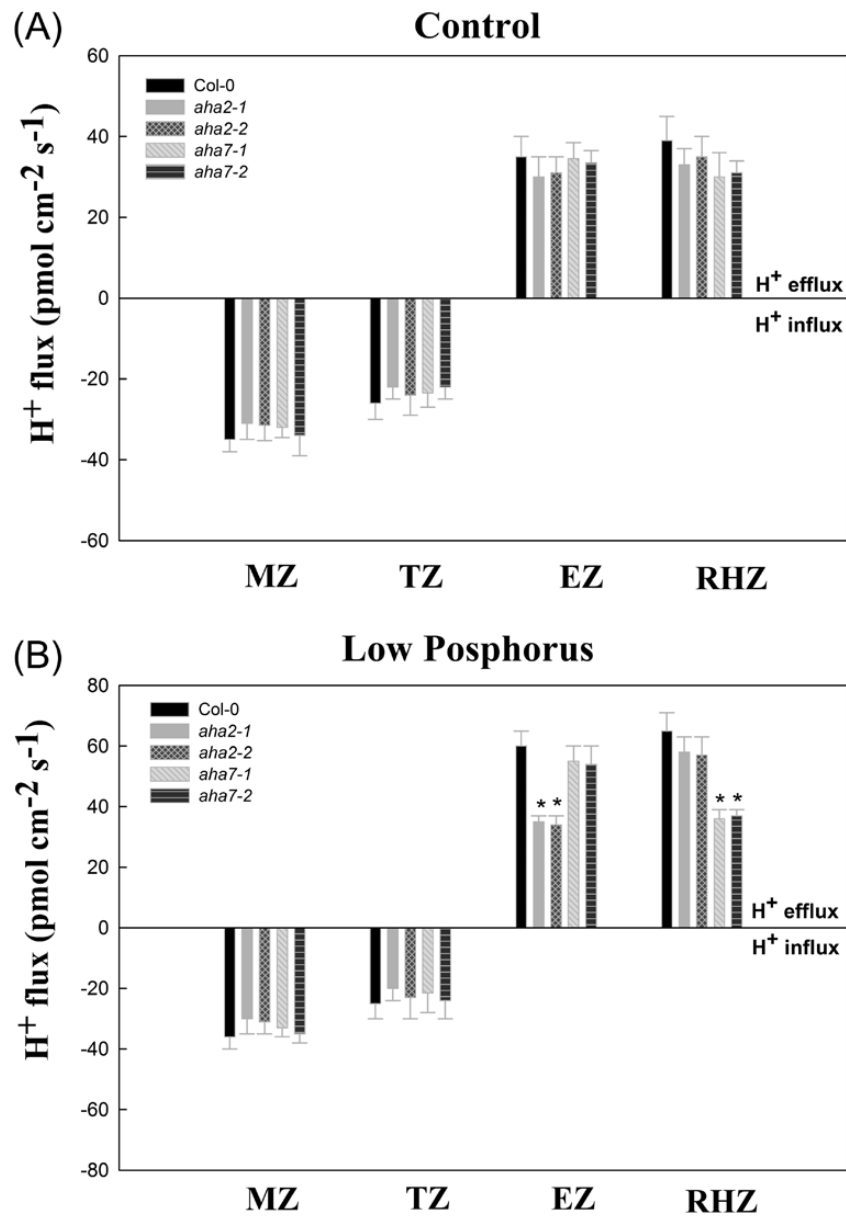 (A) Control
H⁺ flux (pmol cm⁻² s⁻¹)
60
40
20
0
-20
-40
-60
Col-0
aha2-1
aha2-2
aha7-1
aha7-2
H⁺ efflux
H⁺ influx
MZ TZ EZ RHZ
(B) Low Posphorus
H⁺ flux (pmol cm⁻² s⁻¹)
80
60
40
20
0
-20
-40
-60
-80
Col-0
aha2-1
aha2-2
aha7-1
aha7-2
* * * *
H⁺ efflux
H⁺ influx
MZ TZ EZ RHZ